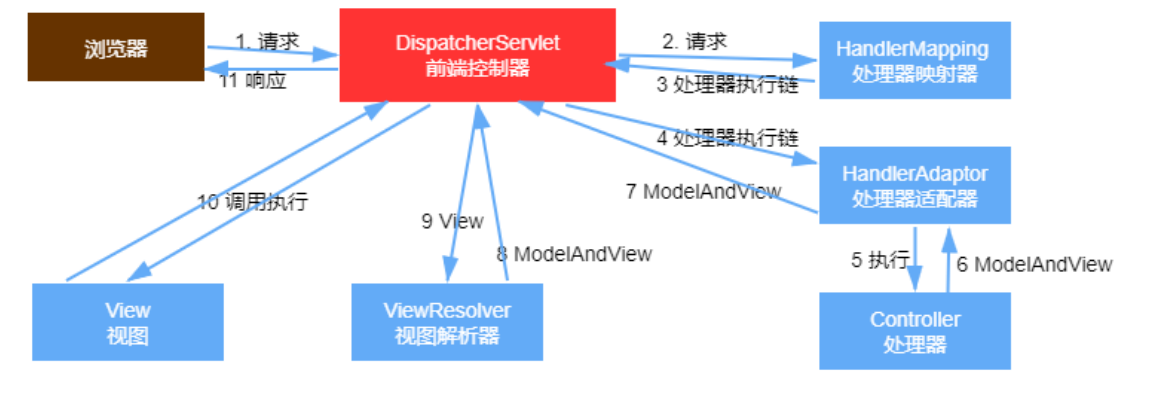 浏览器
1. 请求
11 响应
DispatcherServlet
前端控制器
2. 请求
3 处理器执行链
HandlerMapping
处理器映射器
4 处理器执行链
HandlerAdaptor
处理器适配器
7 ModelAndView
10 调用执行
9 View
8 ModelAndView
5 执行
6 ModelAndView
View
视图
ViewResolver
视图解析器
Controller
处理器